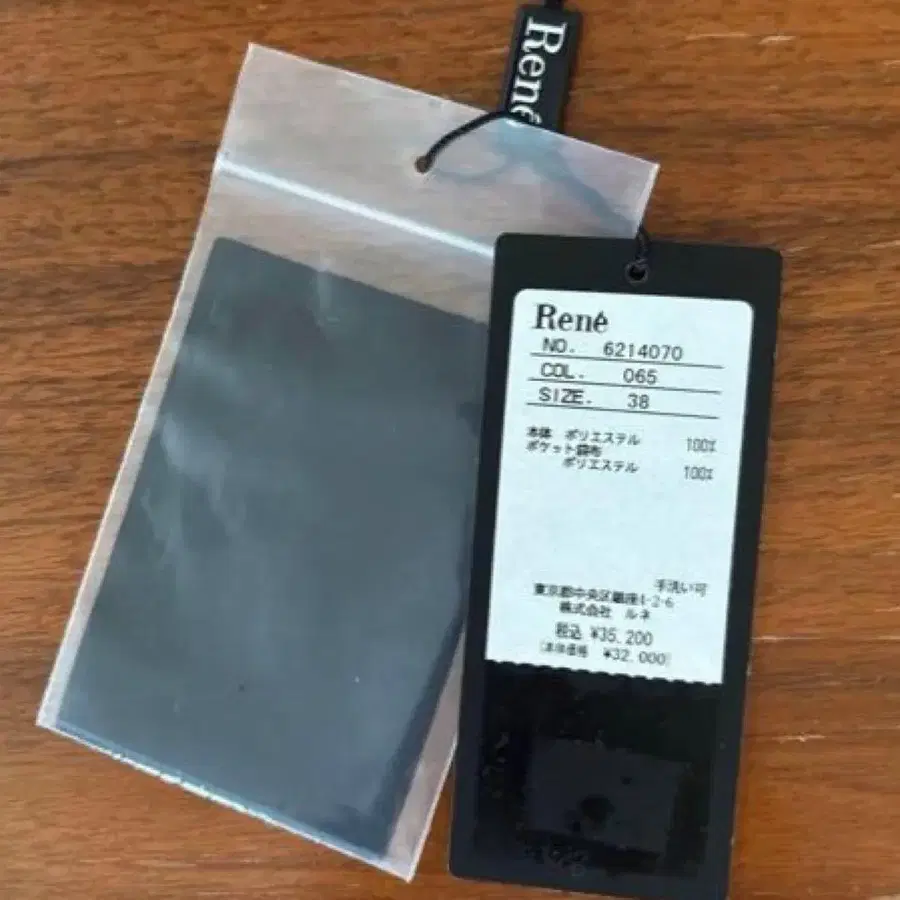 René
René
NO. 6214070
COL. 065
SIZE. 38
本体 ポリエステル 100%
ポケット袋布
ポリエステル 100%
手洗い可
東京都中央区銀座4-2-6
株式会社 ルネ
税込 ¥35,200
(本体価格 ¥32,000)